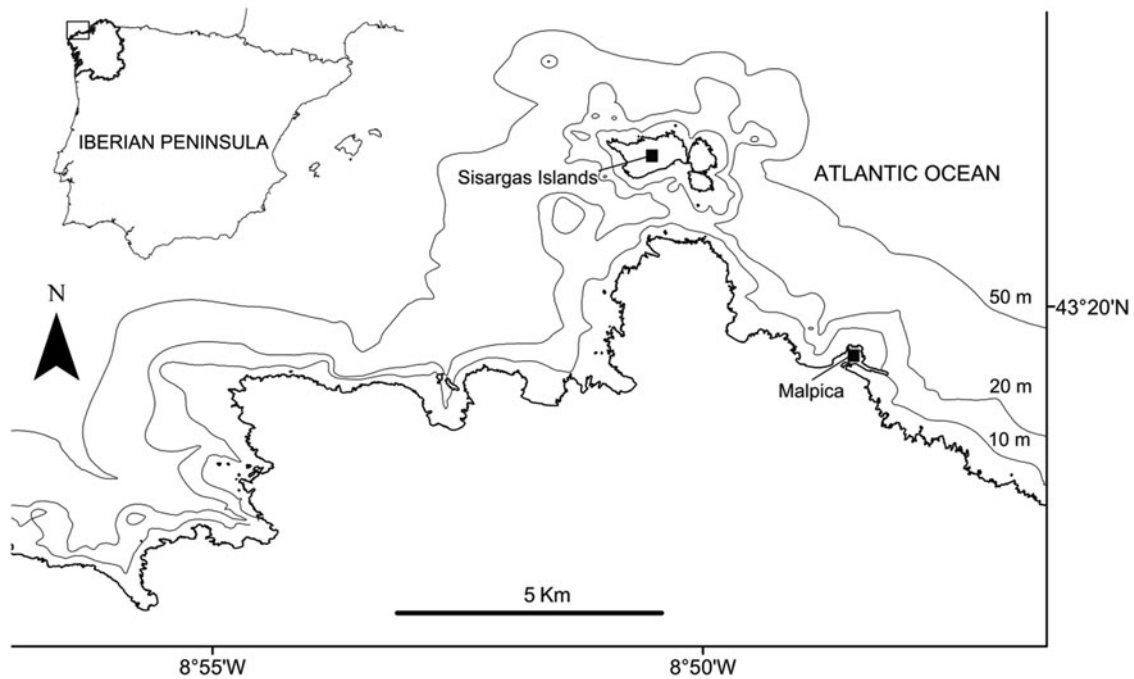 IBERIAN PENINSULA
Sisargas Islands
ATLANTIC OCEAN
N
50 m
43°20'N
Malpica
20 m
10 m
5 Km
8°55'W
8°50'W